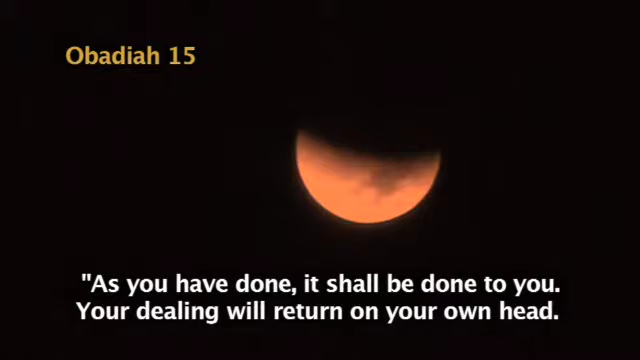 Obadiah 15
"As you have done, it shall be done to you.
Your dealing will return on your own head.